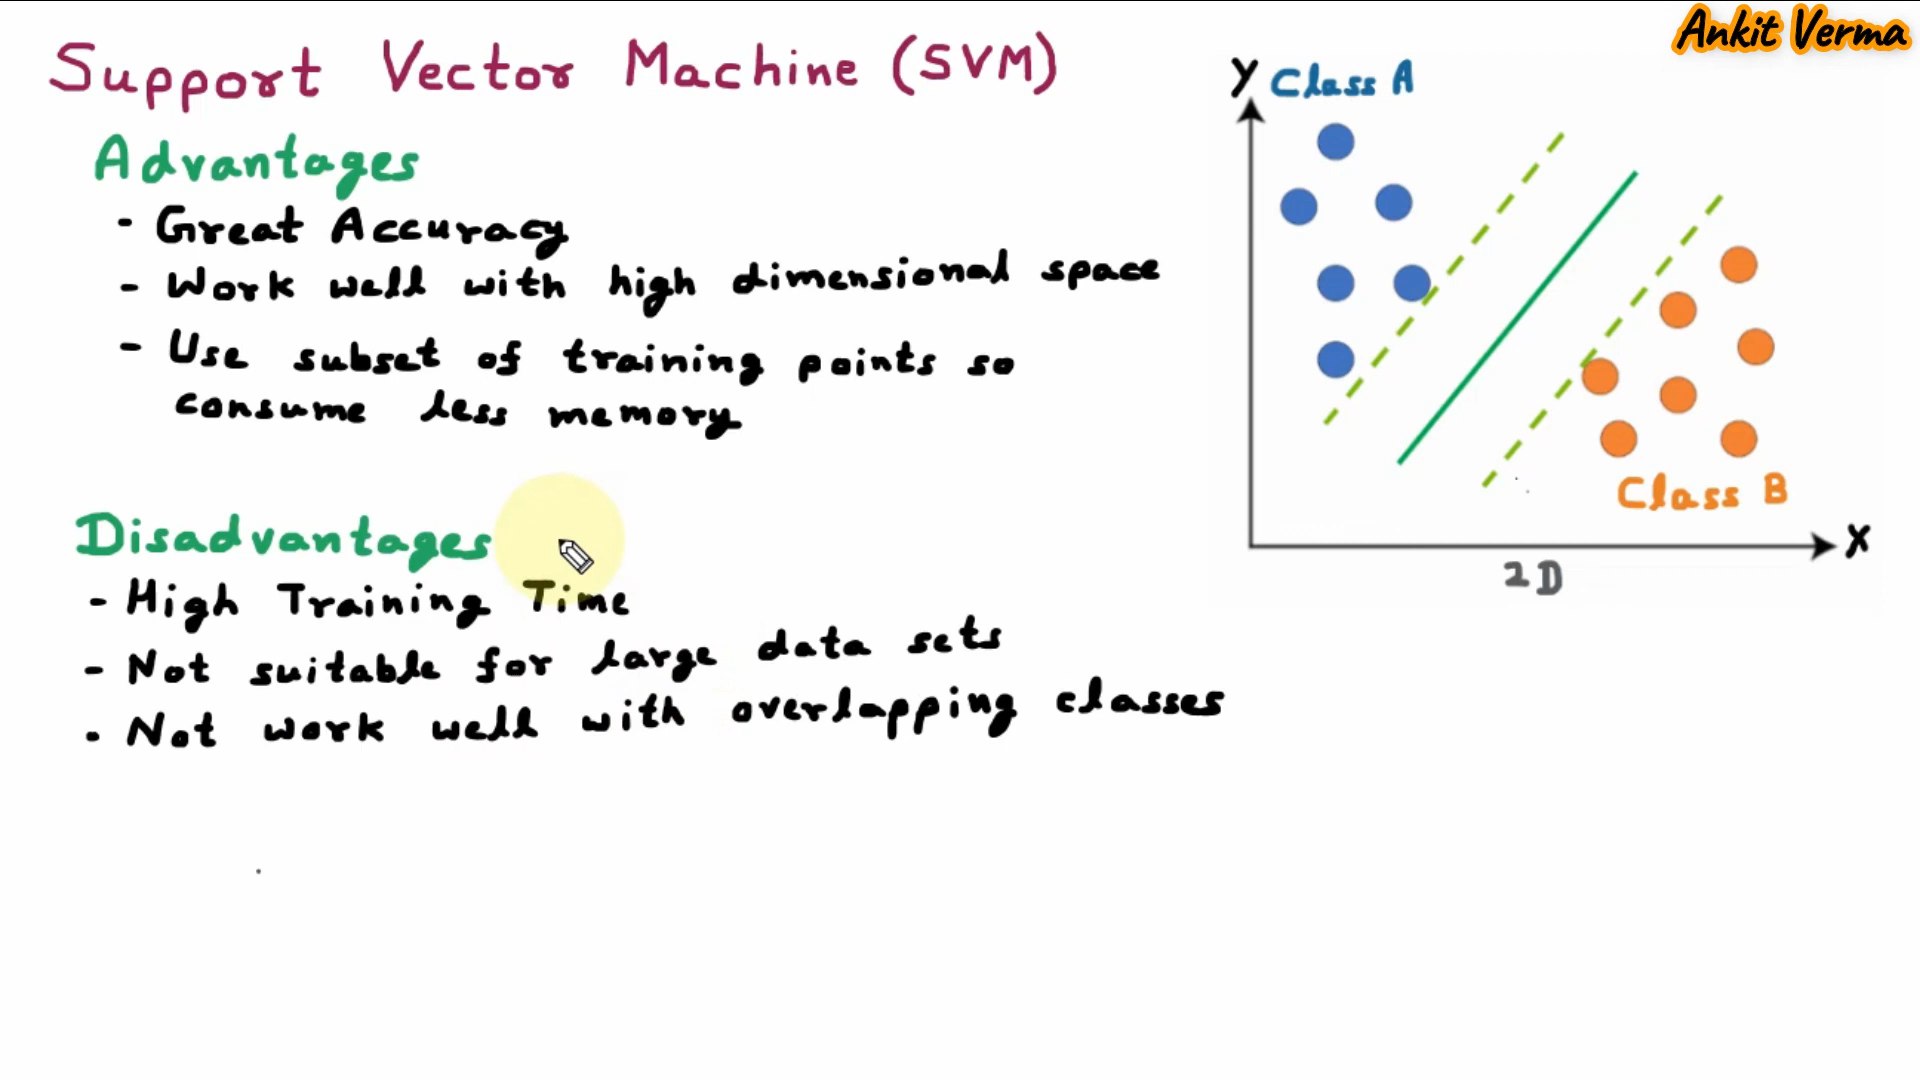 Ankit Verma
Support Vector Machine (SVM)
Advantages
- Great Accuracy
- Work well with high dimensional space
- Use subset of training points so
consume less memory
Disadvantages
- High Training Time
- Not suitable for large data sets
- Not work well with overlapping classes
Y Class A
Class B
X
2D